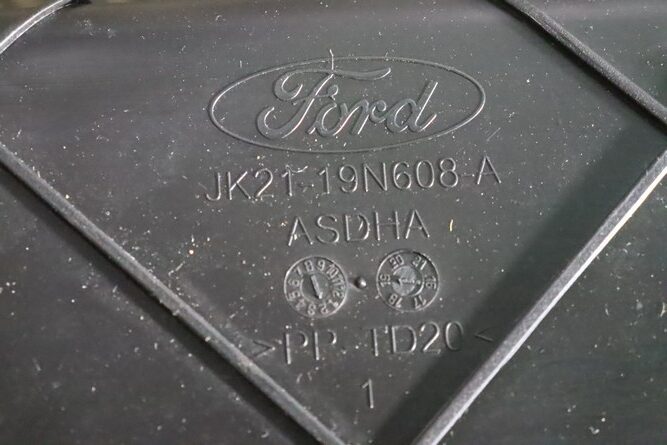 Ford
JK21-19N608-A
ASDHA
>PP-TD20<
1